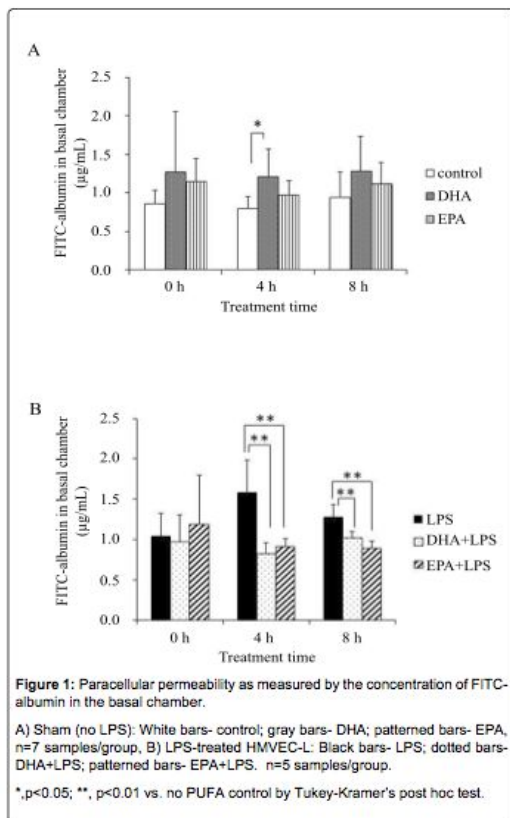 A
FITC-albumin in basal chamber
(µg/mL)
2.5
2.0
1.5
1.0
0.5
0.0
*
control
DHA
EPA
0 h 4 h 8 h
Treatment time
B
FITC-albumin in basal chamber
(µg/mL)
2.5
2.0
1.5
1.0
0.5
0.0
**
**
**
**
LPS
DHA+LPS
EPA+LPS
0 h 4 h 8 h
Treatment time
Figure 1: Paracellular permeability as measured by the concentration of FITC-
albumin in the basal chamber.
A) Sham (no LPS): White bars- control; gray bars- DHA; patterned bars- EPA,
n=7 samples/group, B) LPS-treated HMVEC-L: Black bars- LPS; dotted bars-
DHA+LPS; patterned bars- EPA+LPS. n=5 samples/group.
*,p<0.05; **, p<0.01 vs. no PUFA control by Tukey-Kramer's post hoc test.